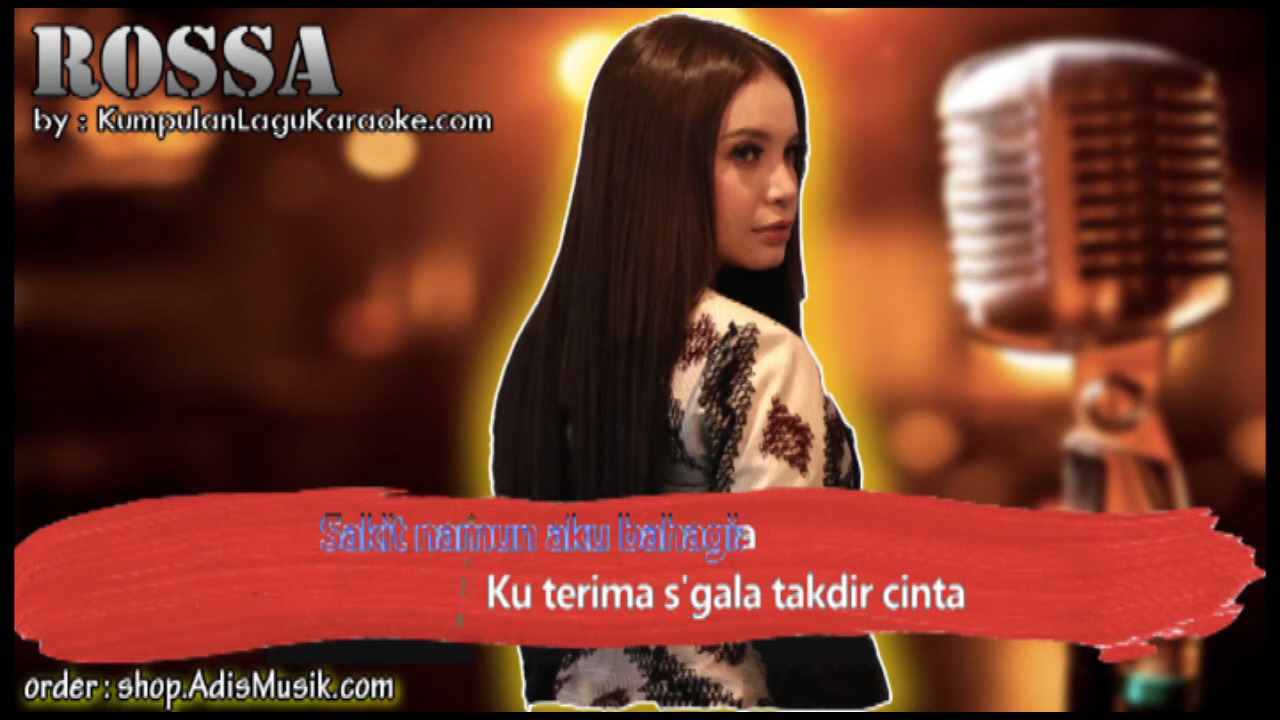 ROSSA
by : KumpulanLaguKaraoke.com
Sakit namun aku bahagia
Ku terima s'gala takdir cinta
order : shop.AdisMusik.com